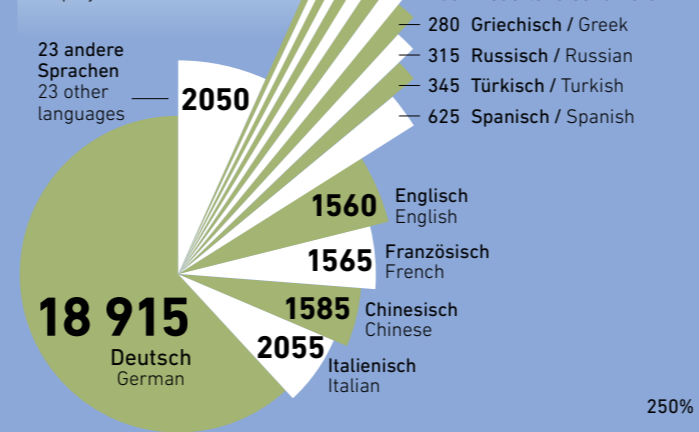 280 Griechisch / Greek
315 Russisch / Russian
345 Türkisch / Turkish
625 Spanisch / Spanish
23 andere
Sprachen
23 other
languages
2050
1560
Englisch
English
1565
Französisch
French
1585
Chinesisch
Chinese
2055
Italienisch
Italian
18 915
Deutsch
German
250%